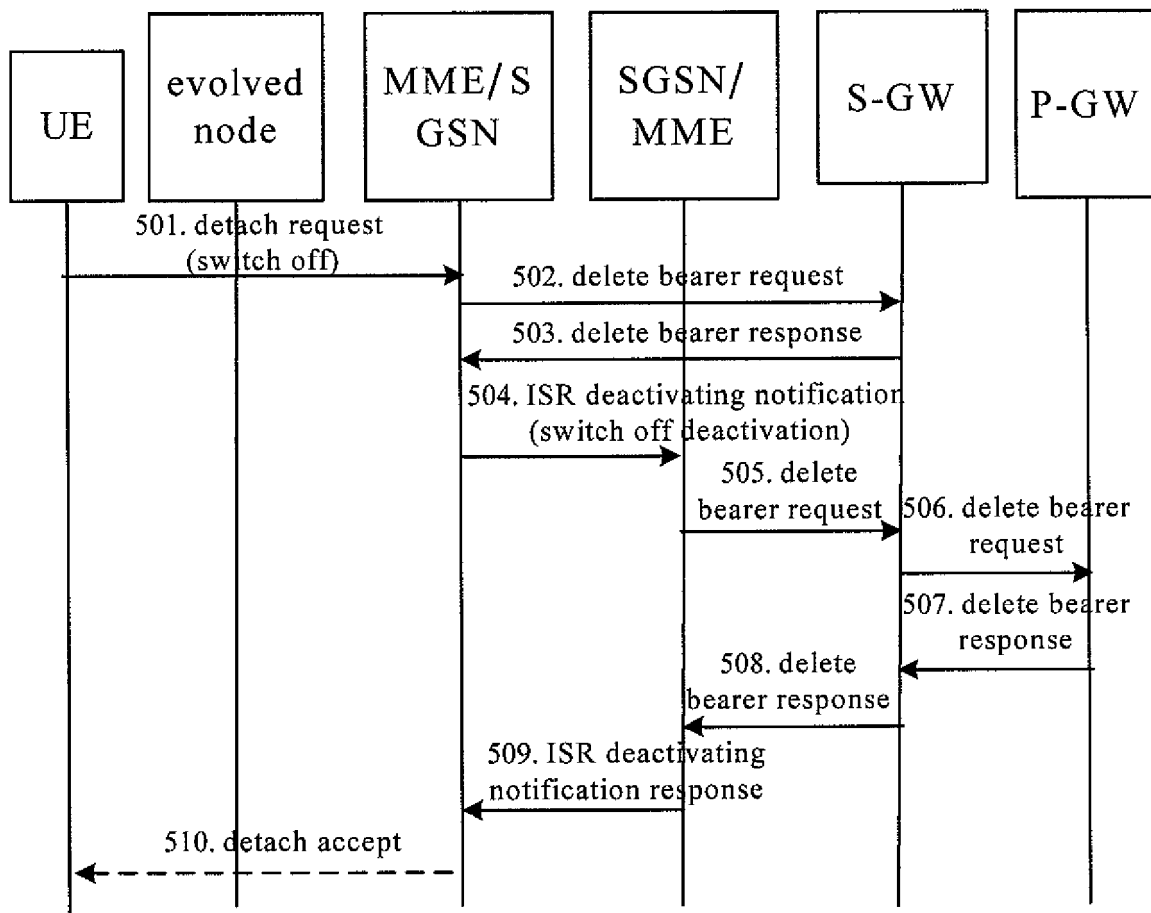 UE
evolved
node
MME/S
GSN
SGSN/
MME
S-GW
P-GW
501. detach request
(switch off)
502. delete bearer request
503. delete bearer response
504. ISR deactivating notification
(switch off deactivation)
505. delete
bearer request
506. delete bearer
request
507. delete bearer
response
508. delete
bearer response
509. ISR deactivating
notification response
510. detach accept